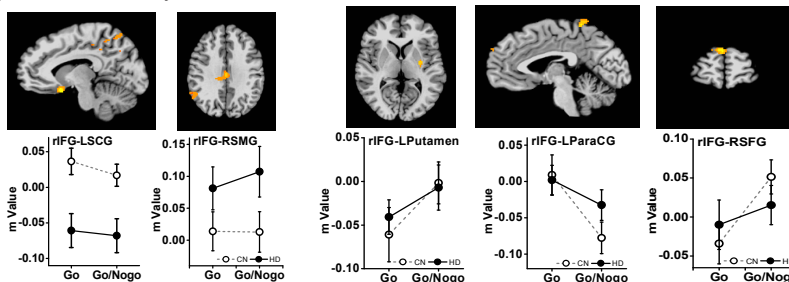 rIFG-LSCG
m Value
0.05
0.00
-0.05
-0.10
Go Go/Nogo
CN HD
rIFG-RSMG
m Value
0.15
0.10
0.05
0.00
Go Go/Nogo
CN HD
rIFG-LPutamen
m Value
0.05
0.00
-0.05
-0.10
Go Go/Nogo
CN HD
rIFG-LParaCG
m Value
0.05
0.00
-0.05
-0.10
Go Go/Nogo
CN HD
rIFG-RSFG
m Value
0.10
0.05
0.00
-0.05
Go Go/Nogo
CN HD